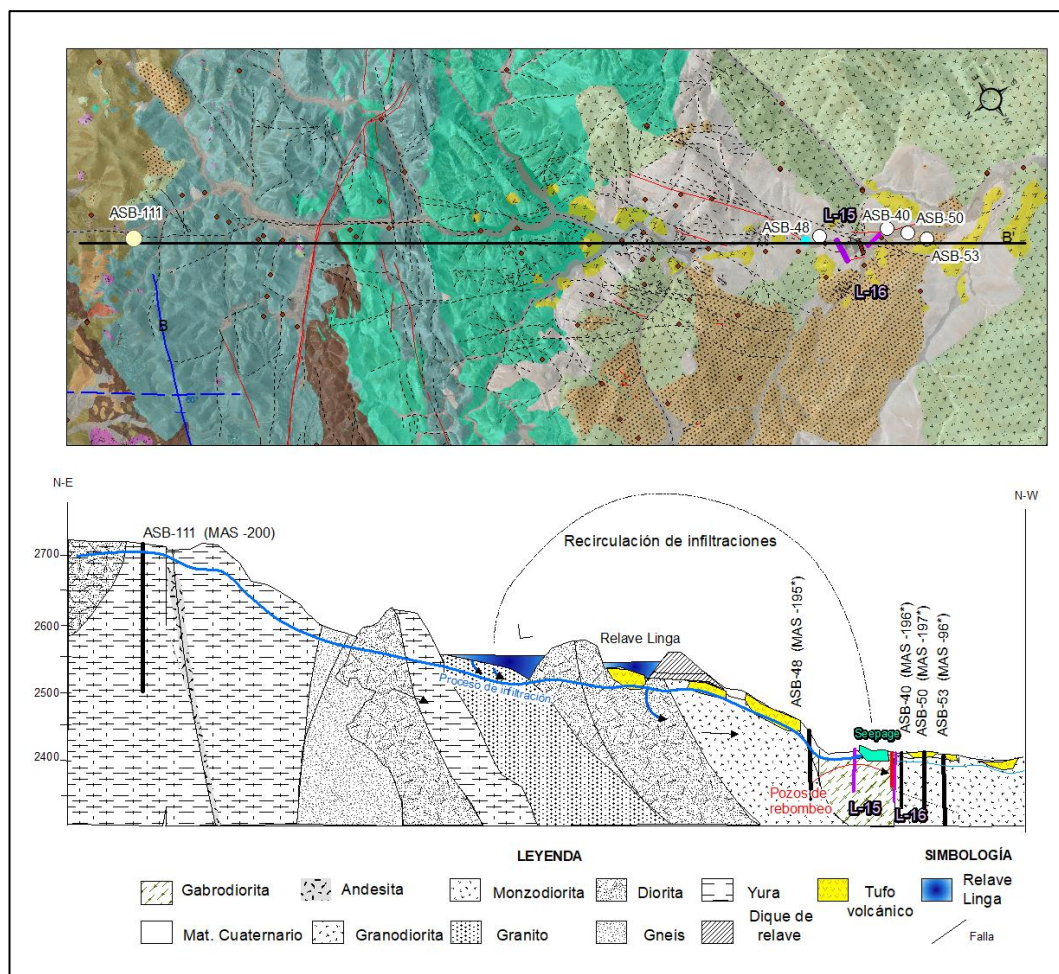 ASB-111
B
ASB-48
L-15
ASB-40
ASB-50
B'
ASB-53
L-16
N-E
N-W
ASB-111 (MAS -200)
Recirculación de infiltraciones
2700
2600
2500
2400
Relave Linga
Proceso de infiltración
ASB-48 (MAS -195*)
ASB-40 (MAS -196*)
ASB-50 (MAS -197*)
ASB-53 (MAS -96*)
Seepage
Pozos de
rebombeo
L-15
L-16
LEYENDA
SIMBOLOGÍA
Gabrodiorita
Andesita
Monzodiorita
Diorita
Yura
Tufo
volcánico
Relave
Linga
Mat. Cuaternario
Granodiorita
Granito
Gneis
Dique de
relave
Falla